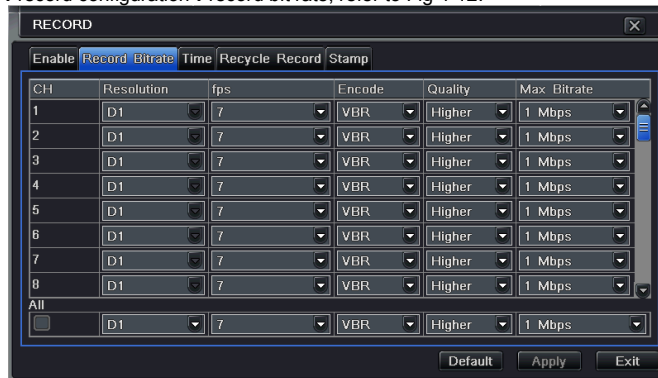 RECORD
Enable Record Bitrate Time Recycle Record Stamp
CH Resolution fps Encode Quality Max Bitrate
1 D1 7 VBR Higher 1 Mbps
2 D1 7 VBR Higher 1 Mbps
3 D1 7 VBR Higher 1 Mbps
4 D1 7 VBR Higher 1 Mbps
5 D1 7 VBR Higher 1 Mbps
6 D1 7 VBR Higher 1 Mbps
7 D1 7 VBR Higher 1 Mbps
8 D1 7 VBR Higher 1 Mbps
All
D1 7 VBR Higher 1 Mbps
Default Apply Exit